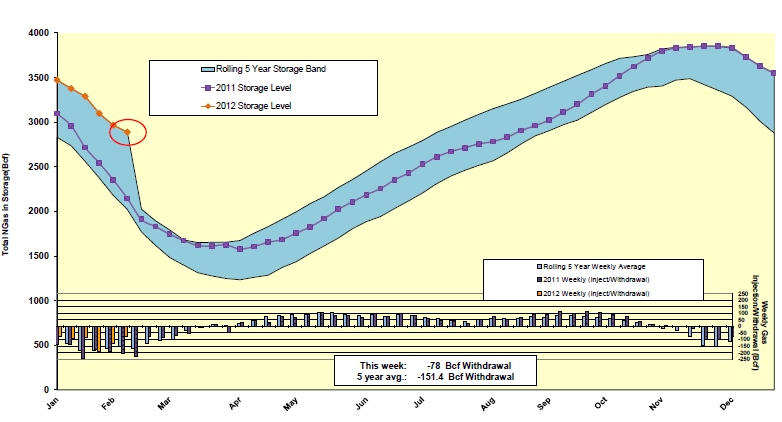 4000
3500
3000
2500
2000
1500
1000
500
0
Total NGas in Storage(Bcf)
Rolling 5 Year Storage Band
2011 Storage Level
2012 Storage Level
Rolling 5 Year Weekly Average
2011 Weekly (Inject/Withdrawal)
2012 Weekly (Inject/Withdrawal)
250
200
150
100
50
0
-50
-100
-150
-200
-250
Weekly Gas
Injection/Withdrawal (Bcf)
This week: -78 Bcf Withdrawal
5 year avg.: -151.4 Bcf Withdrawal
Jan
Feb
Mar
Apr
May
Jun
Jul
Aug
Sep
Oct
Nov
Dec